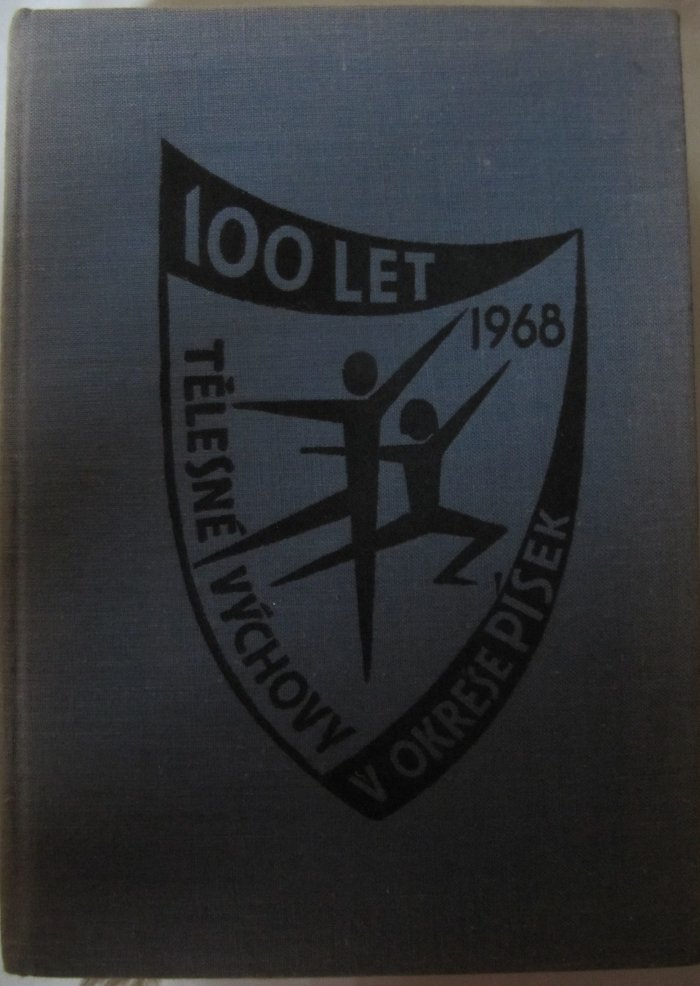 100 LET
1968
TĚLESNÉ VÝCHOVY
V OKRESE PÍSEK